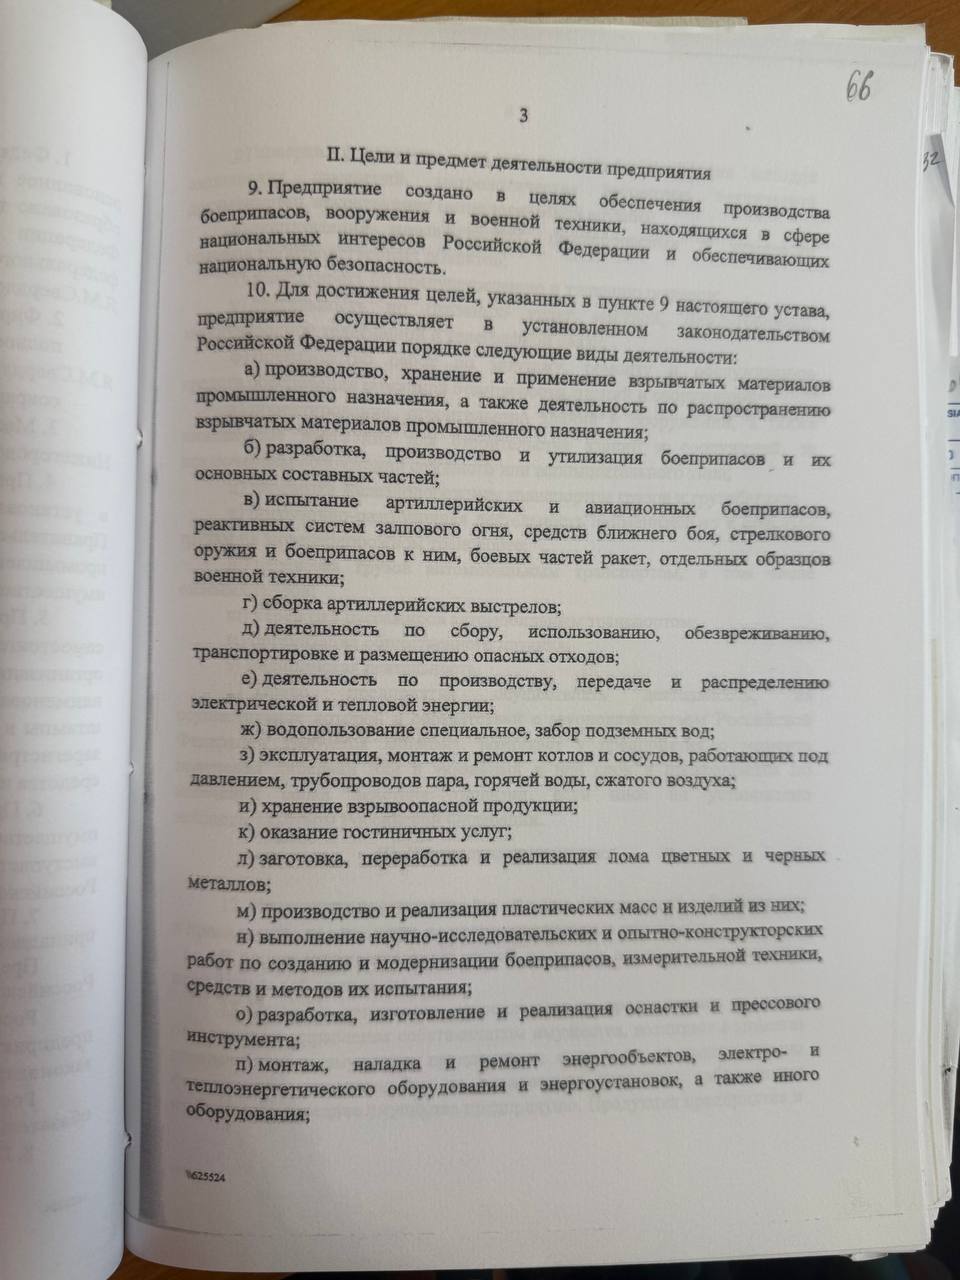 66
3
II. Цели и предмет деятельности предприятия
9. Предприятие создано в целях обеспечения производства
боеприпасов, вооружения и военной техники, находящихся в сфере
национальных интересов Российской Федерации и обеспечивающих
национальную безопасность.
10. Для достижения целей, указанных в пункте 9 настоящего устава,
предприятие осуществляет в установленном законодательством
Российской Федерации порядке следующие виды деятельности:
а) производство, хранение и применение взрывчатых материалов
промышленного назначения, а также деятельность по распространению
взрывчатых материалов промышленного назначения;
б) разработка, производство и утилизация боеприпасов и их
основных составных частей;
в) испытание артиллерийских и авиационных боеприпасов,
реактивных систем залпового огня, средств ближнего боя, стрелкового
оружия и боеприпасов к ним, боевых частей ракет, отдельных образцов
военной техники;
г) сборка артиллерийских выстрелов;
д) деятельность по сбору, использованию, обезвреживанию,
транспортировке и размещению опасных отходов;
е) деятельность по производству, передаче и распределению
электрической и тепловой энергии;
ж) водопользование специальное, забор подземных вод;
з) эксплуатация, монтаж и ремонт котлов и сосудов, работающих под
давлением, трубопроводов пара, горячей воды, сжатого воздуха;
и) хранение взрывоопасной продукции;
к) оказание гостиничных услуг;
л) заготовка, переработка и реализация лома цветных и черных
металлов;
м) производство и реализация пластических масс и изделий из них;
н) выполнение научно-исследовательских и опытно-конструкторских
работ по созданию и модернизации боеприпасов, измерительной техники,
средств и методов их испытания;
о) разработка, изготовление и реализация оснастки и прессового
инструмента;
п) монтаж, наладка и ремонт энергообъектов, электро- и
теплоэнергетического оборудования и энергоустановок, а также иного
оборудования;
625524
32